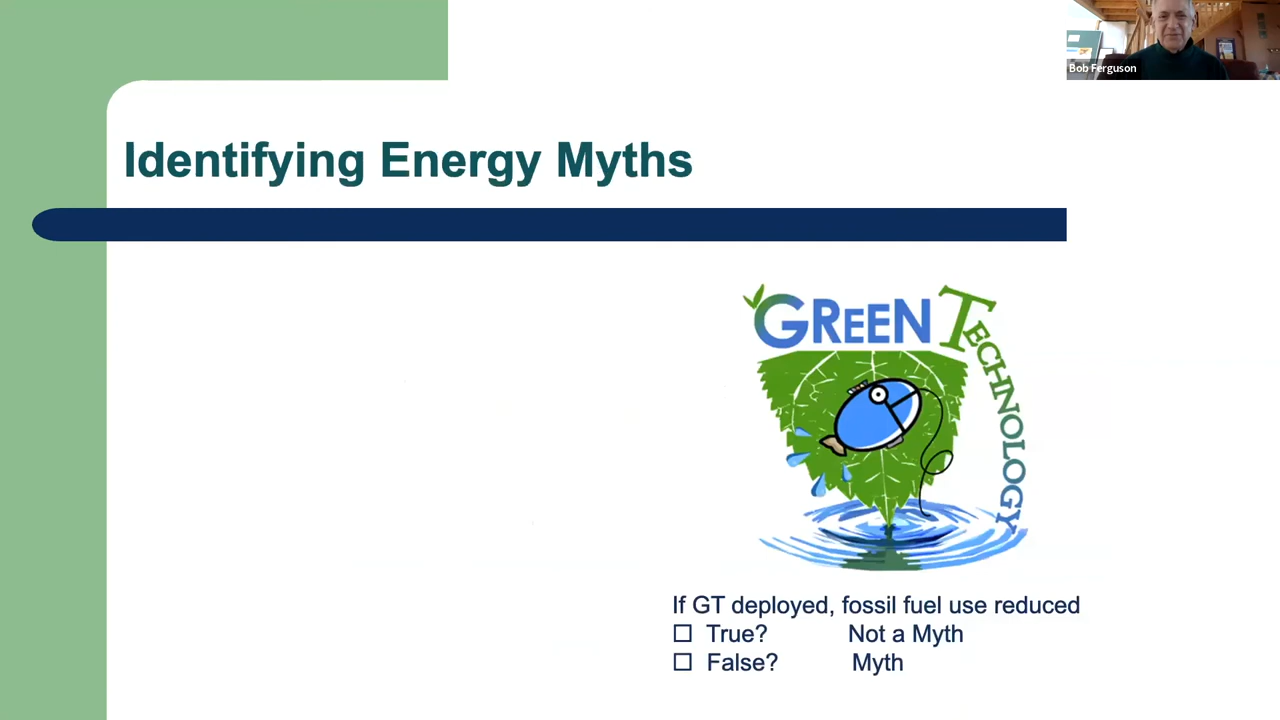 Bob Ferguson
Identifying Energy Myths
GREEN TECHNOLOGY
If GT deployed, fossil fuel use reduced
☐ True? Not a Myth
☐ False? Myth